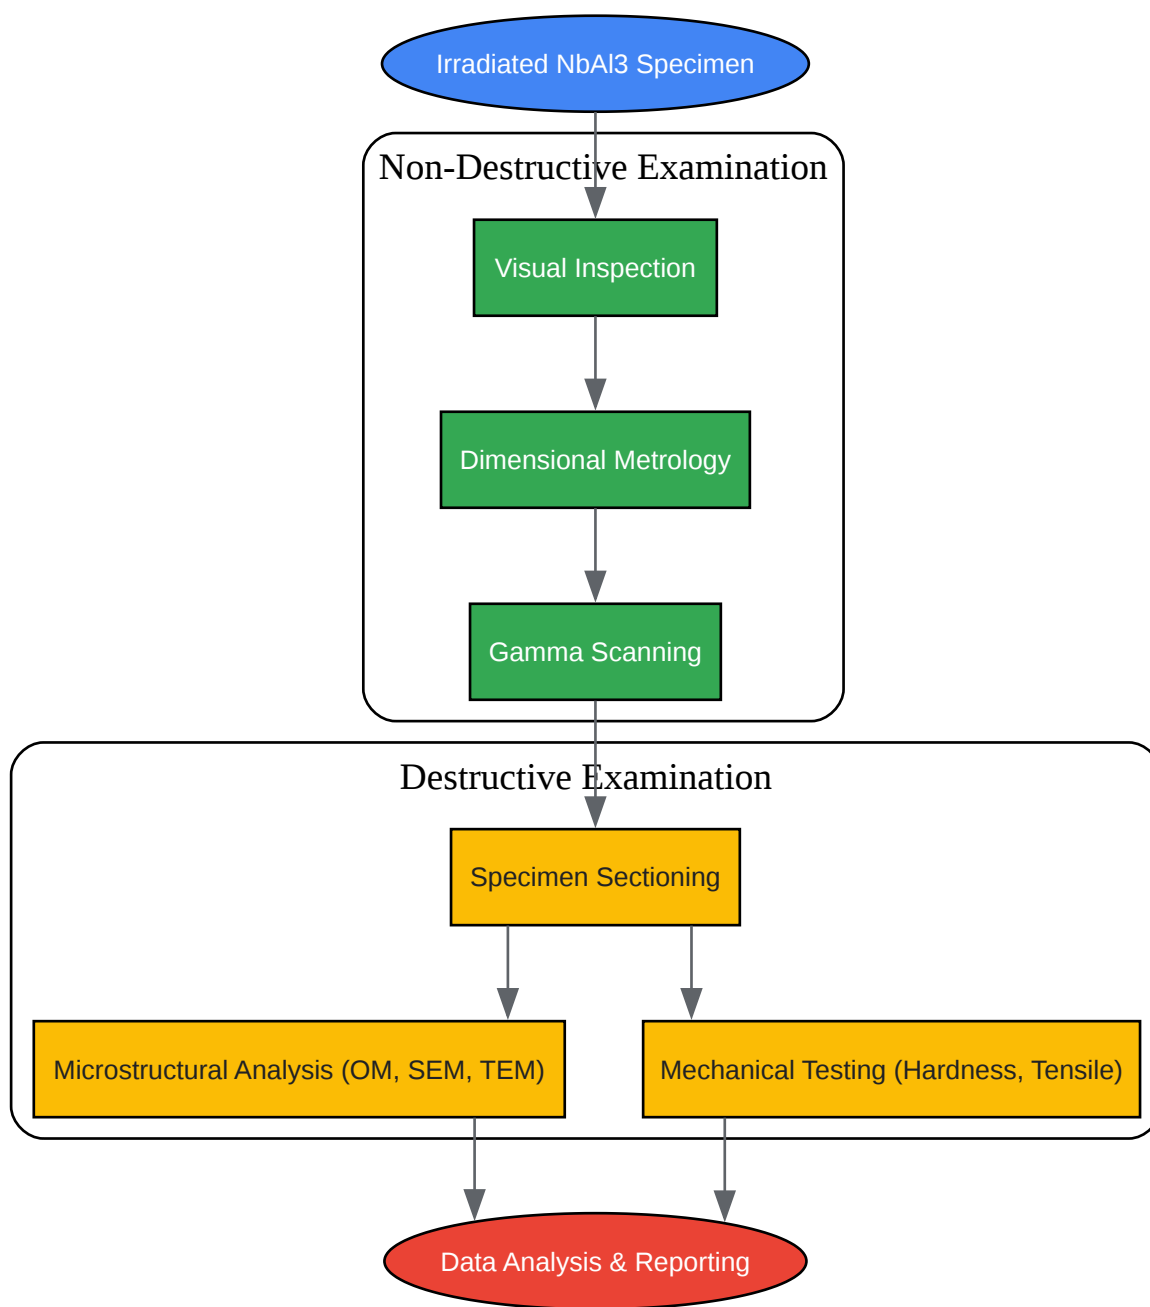 Irradiated NbAl3 Specimen
Non-Destructive Examination
Visual Inspection
Dimensional Metrology
Gamma Scanning
Destructive Examination
Specimen Sectioning
Microstructural Analysis (OM, SEM, TEM)
Mechanical Testing (Hardness, Tensile)
Data Analysis & Reporting